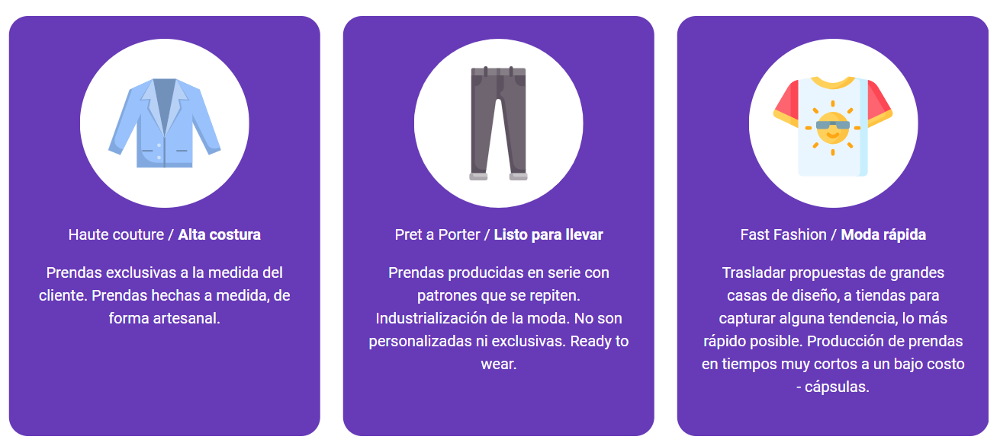 Haute couture / Alta costura
Prendas exclusivas a la medida del
cliente. Prendas hechas a medida, de
forma artesanal.
Pret a Porter / Listo para llevar
Prendas producidas en serie con
patrones que se repiten.
Industrialización de la moda. No son
personalizadas ni exclusivas. Ready to
wear.
Fast Fashion / Moda rápida
Trasladar propuestas de grandes
casas de diseño, a tiendas para
capturar alguna tendencia, lo más
rápido posible. Producción de prendas
en tiempos muy cortos a un bajo costo
- cápsulas.